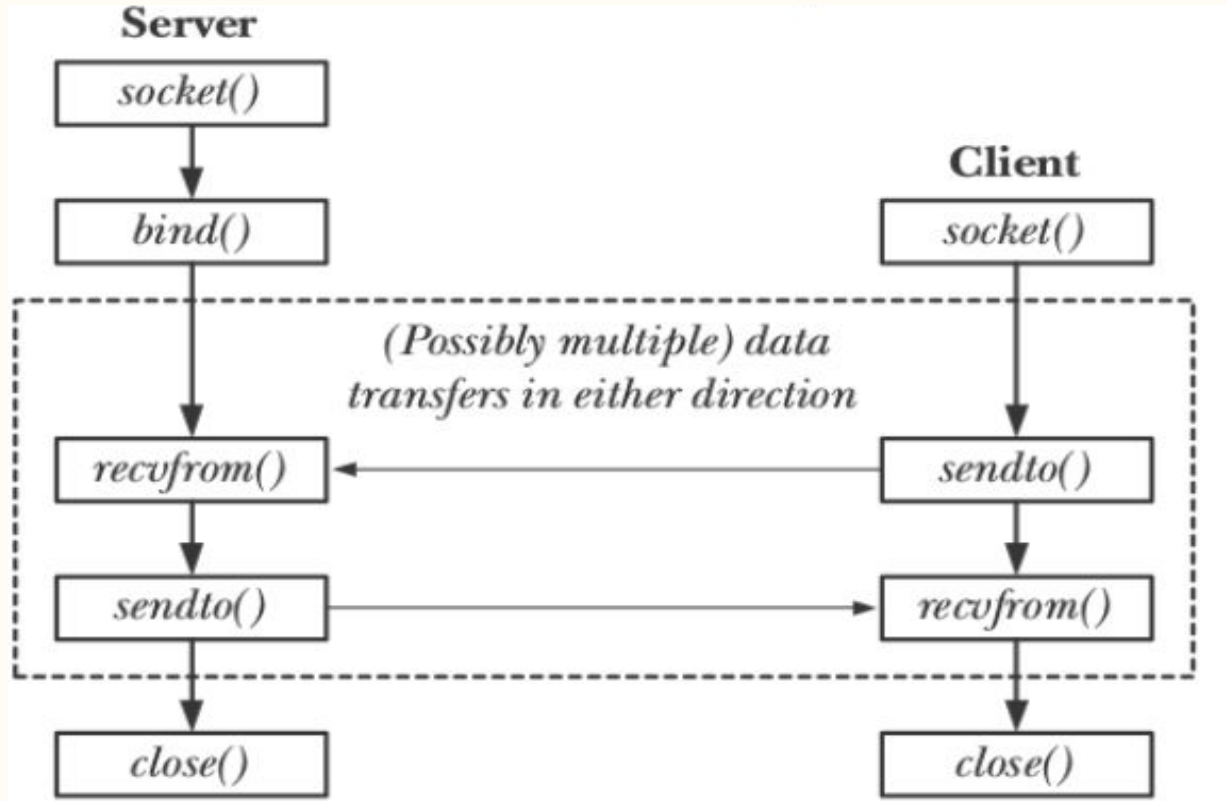 Server
socket()
Client
bind()
socket()
(Possibly multiple) data
transfers in either direction
recvfrom()
sendto()
sendto()
recvfrom()
close()
close()